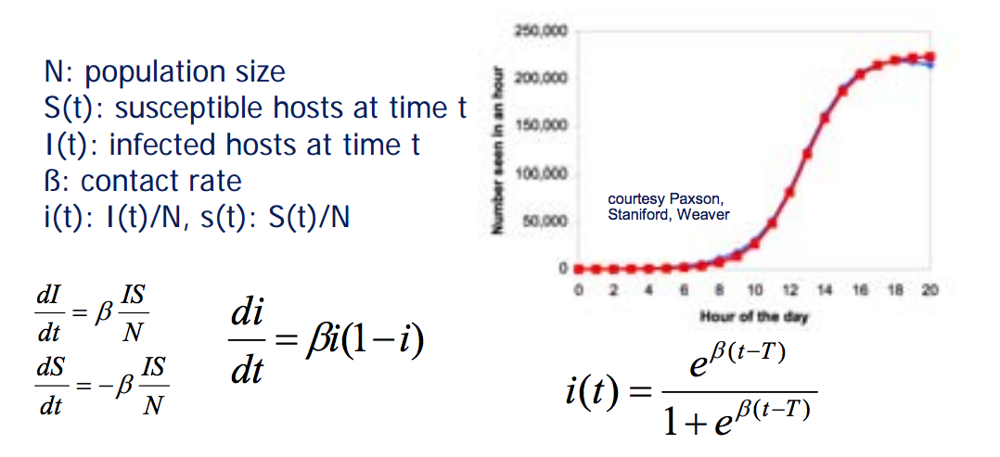 N: population size
S(t): susceptible hosts at time t
I(t): infected hosts at time t
ß: contact rate
i(t): I(t)/N, s(t): S(t)/N
dI/dt = β IS/N
dS/dt = −β IS/N
di/dt = βi(1−i)
Number seen in an hour
250,000
200,000
150,000
100,000
50,000
0
courtesy Paxson,
Staniford, Weaver
0 2 4 6 8 10 12 14 16 18 20
Hour of the day
i(t) = e^{β(t−T)} / 1+e^{β(t−T)}